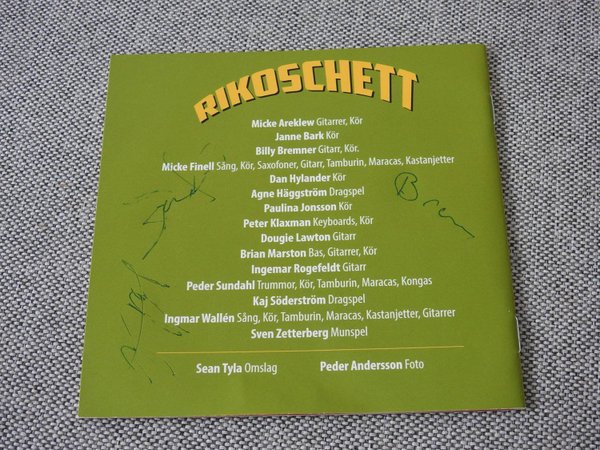 RIKOSCHETT
Micke Areklew Gitarrer, Kör
Janne Bark Kör
Billy Bremner Gitarr, Kör.
Micke Finell Sång, Kör, Saxofoner, Gitarr, Tamburin, Maracas, Kastanjetter
Dan Hylander Kör
Agne Häggström Dragspel
Paulina Jonsson Kör
Peter Klaxman Keyboards, Kör
Dougie Lawton Gitarr
Brian Marston Bas, Gitarrer, Kör
Ingemar Rogefeldt Gitarr
Peder Sundahl Trummor, Kör, Tamburin, Maracas, Kongas
Kaj Söderström Dragspel
Ingmar Wallén Sång, Kör, Tamburin, Maracas, Kastanjetter, Gitarrer
Sven Zetterberg Munspel
Sean Tyla Omslag Peder Andersson Foto